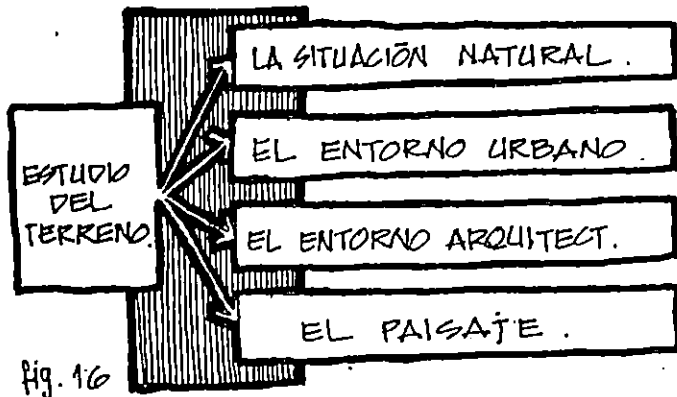 LA SITUACIÓN NATURAL.
EL ENTORNO URBANO.
ESTUDIO
DEL
TERRENO.
EL ENTORNO ARQUITECT.
EL PAISAJE.
fig. 16